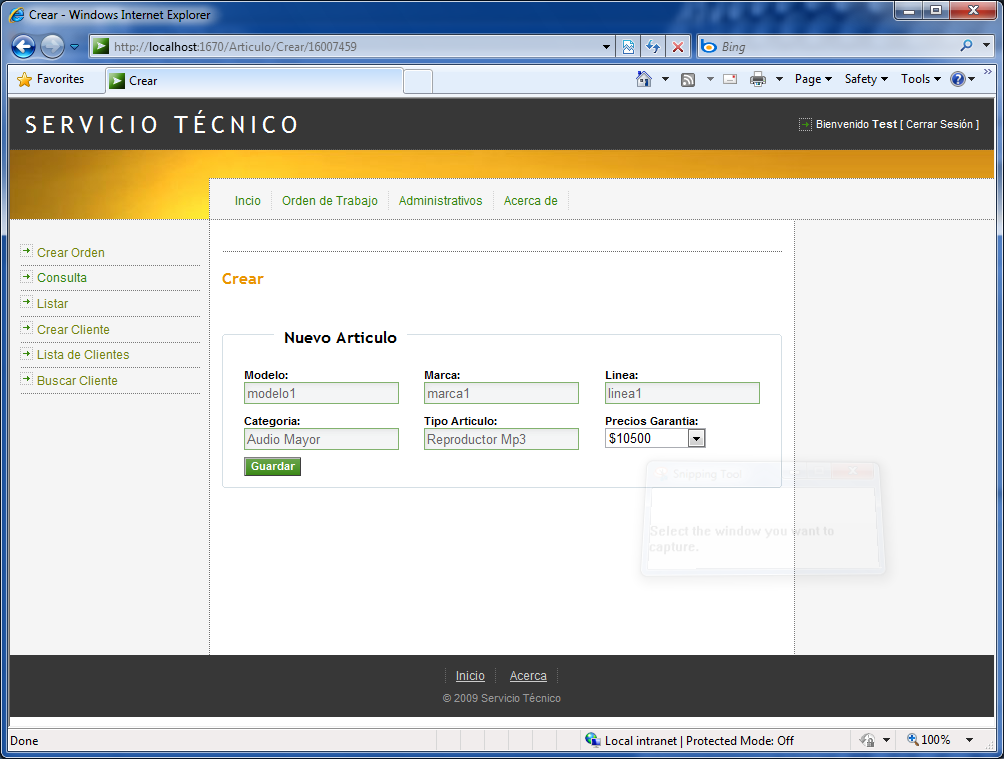 Crear - Windows Internet Explorer
http://localhost:1670/Articulo/Crear/16007459
Bing
Favorites
Crear
Page
Safety
Tools
SERVICIO TÉCNICO
Bienvenido Test [ Cerrar Sesión ]
Incio
Orden de Trabajo
Administrativos
Acerca de
Crear Orden
Consulta
Listar
Crear Cliente
Lista de Clientes
Buscar Cliente
Crear
Nuevo Articulo
Modelo: Marca: Linea:
modelo1 marca1 linea1
Categoria: Tipo Articulo: Precios Garantia:
Audio Mayor Reproductor Mp3 $10500
Guardar
Snipping Tool
Select the window you want to
capture.
Inicio Acerca
© 2009 Servicio Técnico
Done
Local intranet | Protected Mode: Off
100%